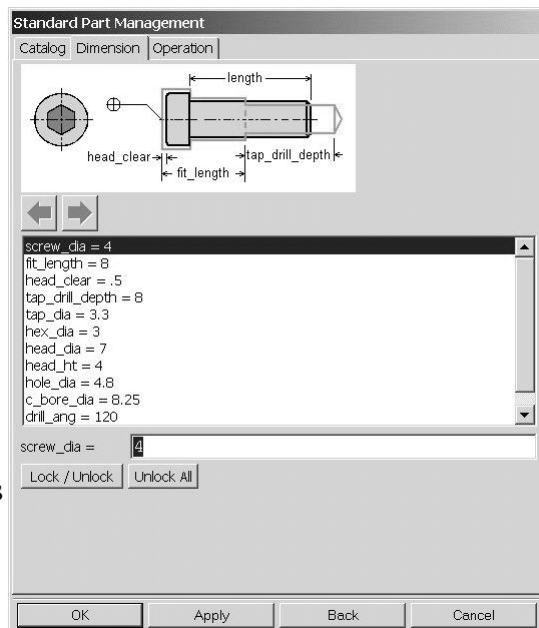 Standard Part Management
Catalog Dimension Operation
length
head_clear
tap_drill_depth
fit_length
screw_dia = 4
fit_length = 8
head_clear = .5
tap_drill_depth = 8
tap_dia = 3.3
hex_dia = 3
head_dia = 7
head_ht = 4
hole_dia = 4.8
c_bore_dia = 8.25
drill_ang = 120
screw_dia = 4
Lock / Unlock Unlock All
OK Apply Back Cancel